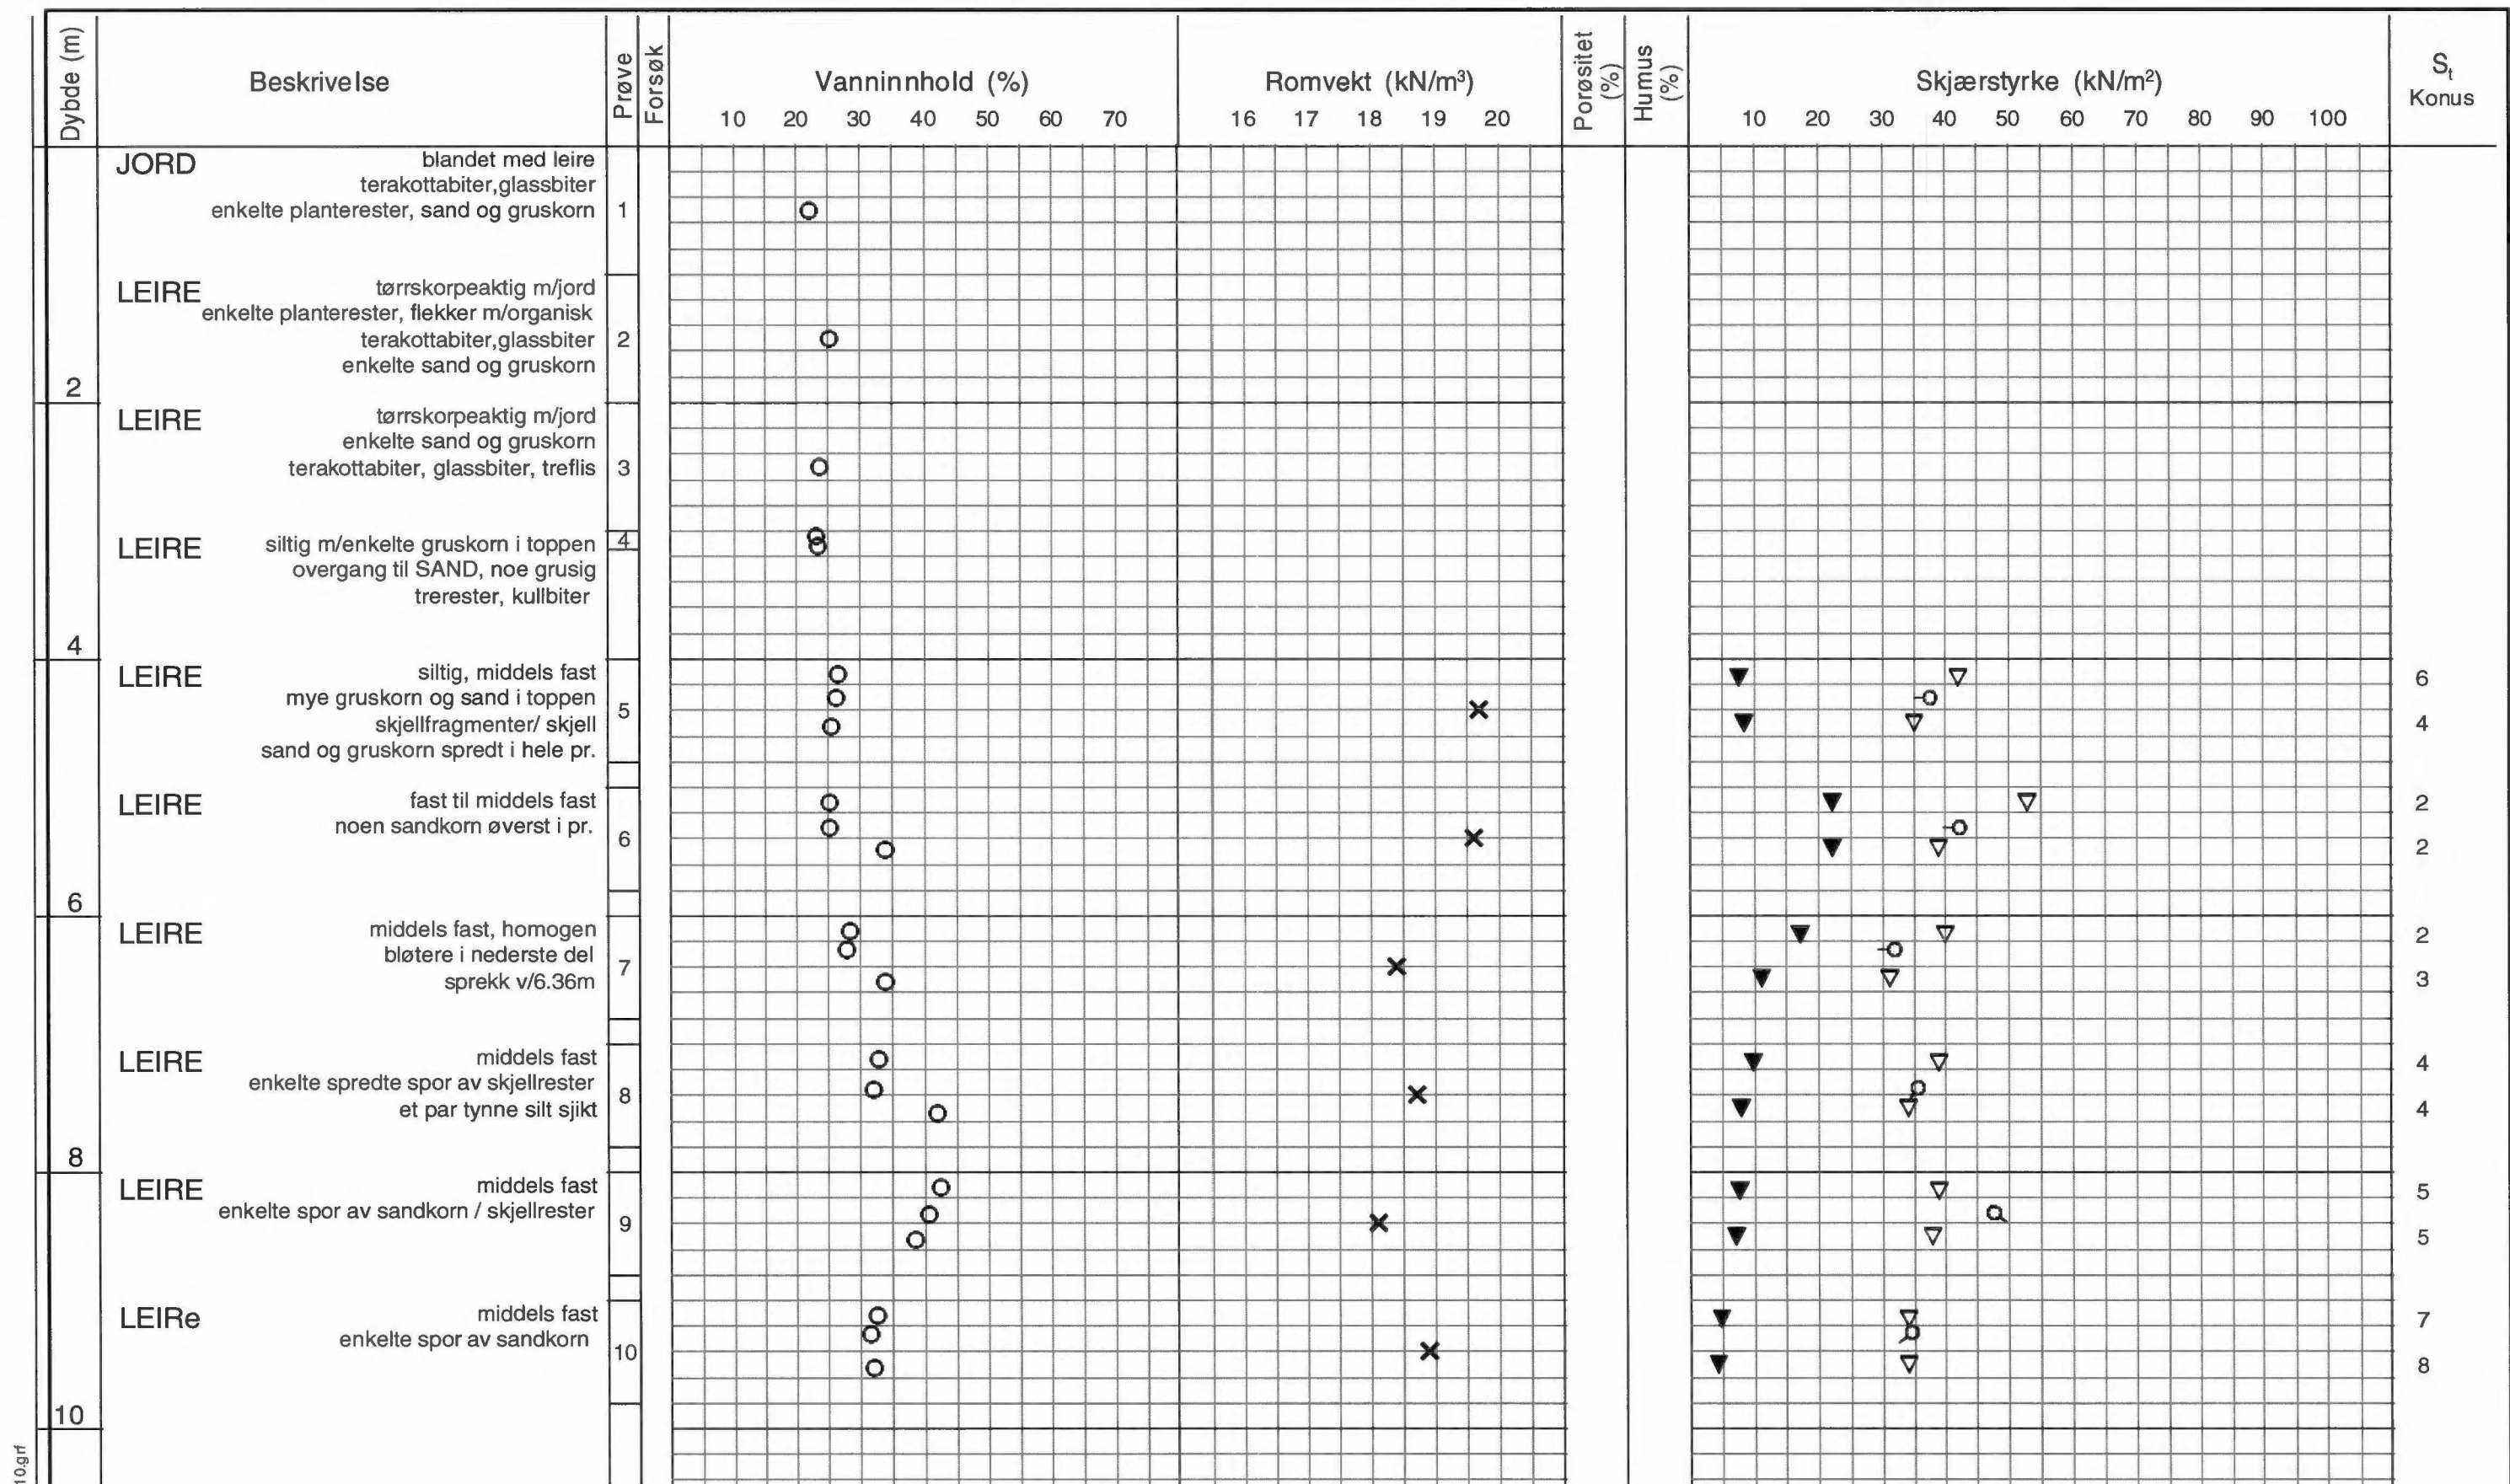 Dybde (m)
Beskrivelse
Prøve
Forsøk
Vanninnhold (%)
10 20 30 40 50 60 70
Romvekt (kN/m³)
16 17 18 19 20
Porøsitet (%)
Humus (%)
Skjærstyrke (kN/m²)
10 20 30 40 50 60 70 80 90 100
St
Konus
JORD blandet med leire
terakottabiter,glassbiter
enkelte planterester, sand og gruskorn 1
LEIRE tørrskorpeaktig m/jord
enkelte planterester, flekker m/organisk
terakottabiter,glassbiter 2
enkelte sand og gruskorn
2
LEIRE tørrskorpeaktig m/jord
enkelte sand og gruskorn
terakottabiter, glassbiter, treflis 3
LEIRE siltig m/enkelte gruskorn i toppen 4
overgang til SAND, noe grusig
trerester, kullbiter
4
LEIRE siltig, middels fast 6
mye gruskorn og sand i toppen
5
skjellfragmenter/ skjell 4
sand og gruskorn spredt i hele pr.
LEIRE fast til middels fast 2
noen sandkorn øverst i pr.
6
2
6
LEIRE middels fast, homogen 2
bløtere i nederste del
7
sprekk v/6.36m 3
LEIRE middels fast 4
enkelte spredte spor av skjellrester
8
et par tynne silt sjikt 4
8
LEIRE middels fast 5
enkelte spor av sandkorn / skjellrester
9
5
LEIRe middels fast 7
enkelte spor av sandkorn
10
8
10
10.grf